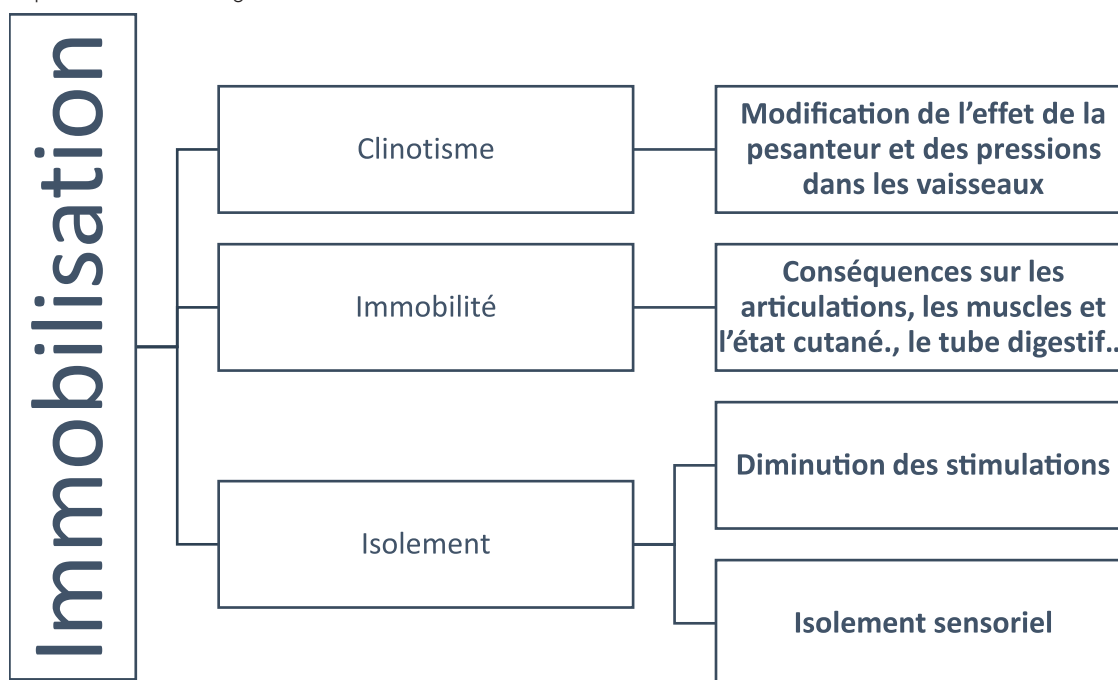 Immobilisation
Clinotisme
Modification de l'effet de la
pesanteur et des pressions
dans les vaisseaux
Immobilité
Conséquences sur les
articulations, les muscles et
l'état cutané., le tube digestif..
Isolement
Diminution des stimulations
Isolement sensoriel